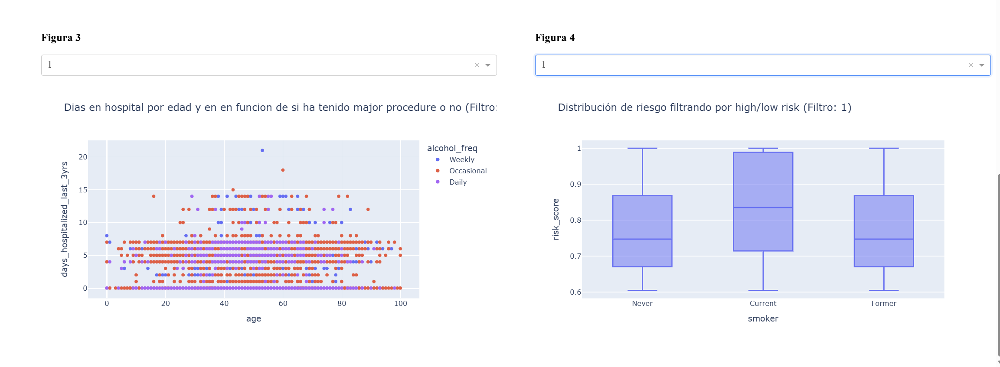 Figura 3
1
Dias en hospital por edad y en en funcion de si ha tenido major procedure o no (Filtro:
days_hospitalized_last_3yrs
20
15
10
5
0
0 20 40 60 80 100
age
alcohol_freq
Weekly
Occasional
Daily
Figura 4
1
Distribución de riesgo filtrando por high/low risk (Filtro: 1)
risk_score
1
0.9
0.8
0.7
0.6
Never Current Former
smoker